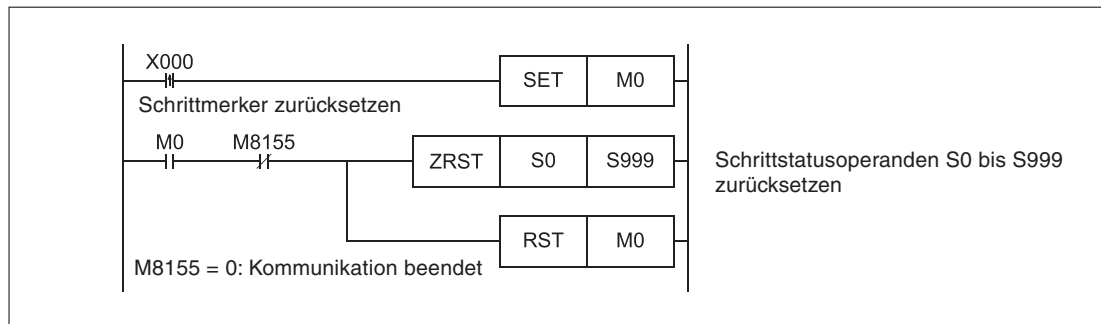 X000
SET M0
Schrittmerker zurücksetzen
M0 M8155
ZRST S0 S999
Schrittstatusoperanden S0 bis S999
zurücksetzen
RST M0
M8155 = 0: Kommunikation beendet